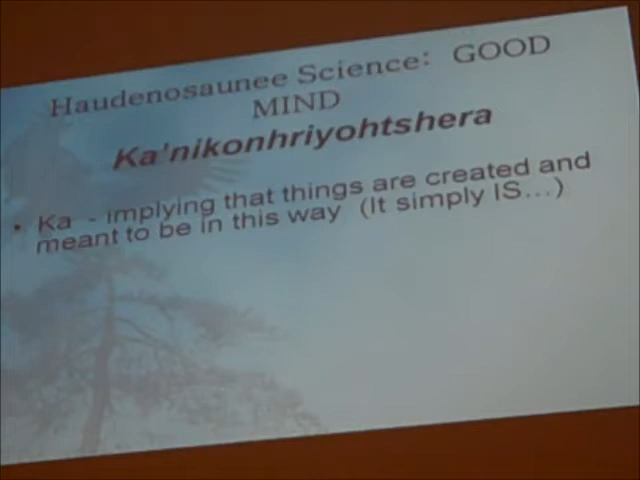 Haudenosaunee Science: GOOD
MIND
Ka'nikonhriyohtshera
• Ka - implying that things are created and
meant to be in this way (It simply IS...)